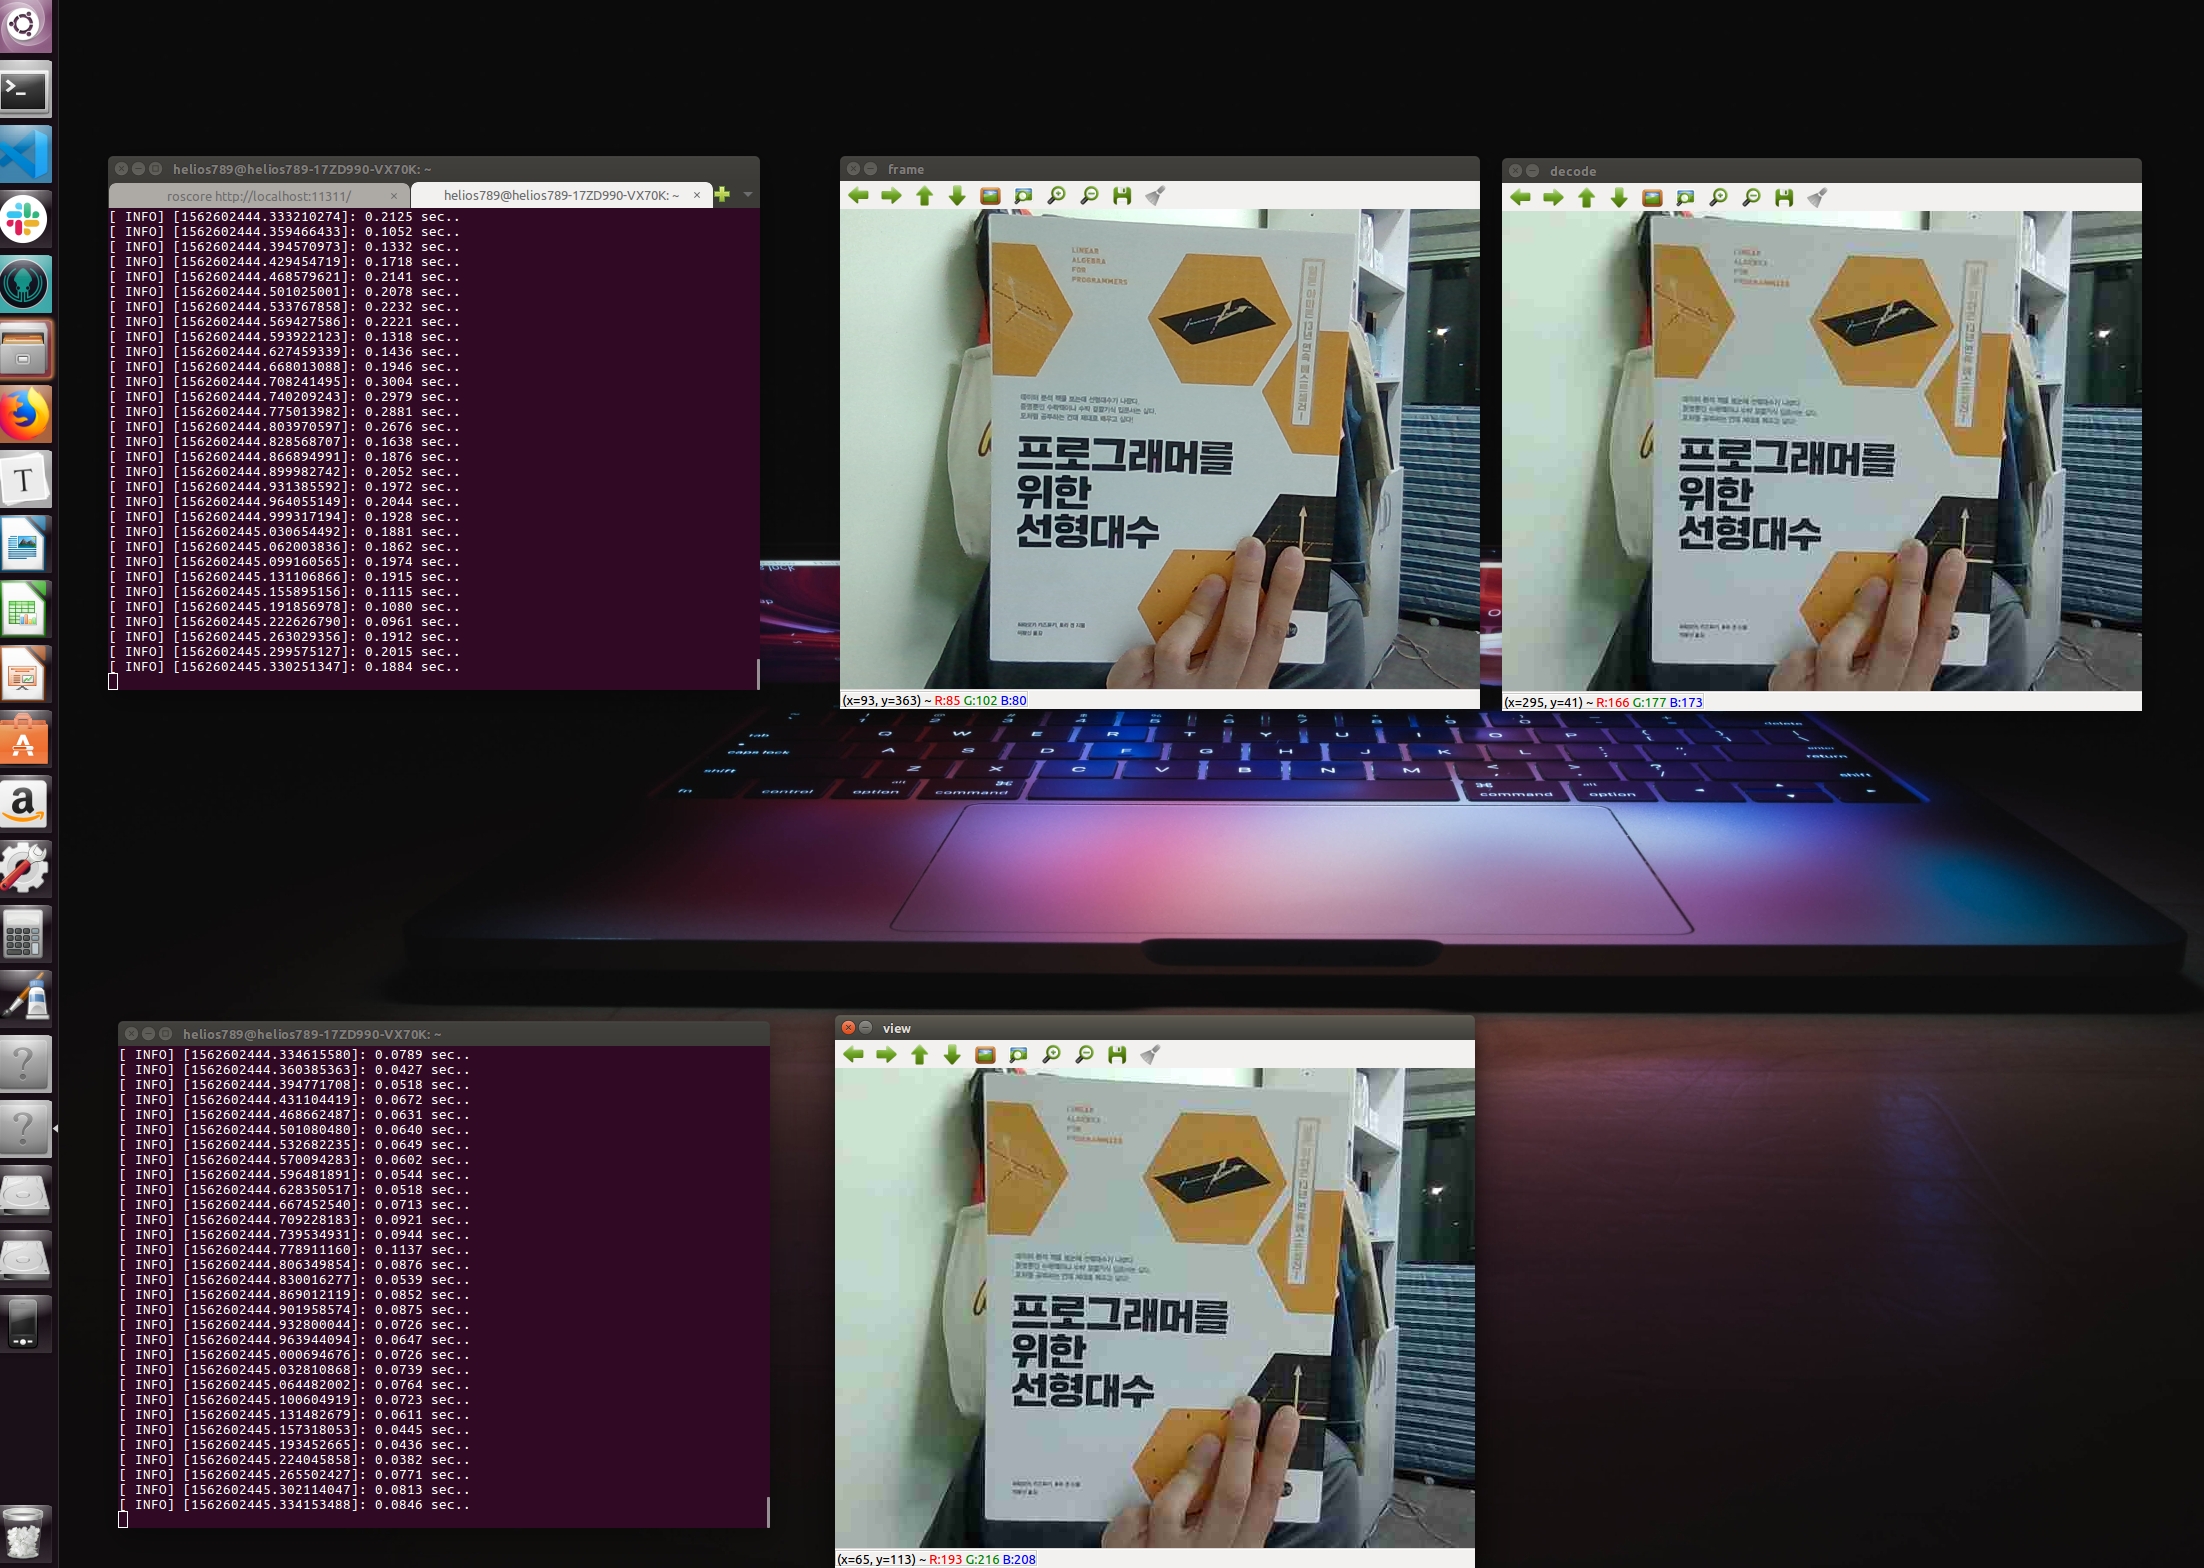 helios789@helios789-17ZD990-VX70K: ~
roscore http://localhost:11311/
helios789@helios789-17ZD990-VX70K: ~
[ INFO] [1562602444.333210274]: 0.2125 sec..
[ INFO] [1562602444.359466433]: 0.1052 sec..
[ INFO] [1562602444.394570973]: 0.1332 sec..
[ INFO] [1562602444.429454719]: 0.1718 sec..
[ INFO] [1562602444.468579621]: 0.2141 sec..
[ INFO] [1562602444.501025001]: 0.2078 sec..
[ INFO] [1562602444.533767858]: 0.2232 sec..
[ INFO] [1562602444.569427586]: 0.2221 sec..
[ INFO] [1562602444.593922123]: 0.1318 sec..
[ INFO] [1562602444.627459339]: 0.1436 sec..
[ INFO] [1562602444.668013088]: 0.1946 sec..
[ INFO] [1562602444.708241495]: 0.3004 sec..
[ INFO] [1562602444.740209243]: 0.2979 sec..
[ INFO] [1562602444.775013982]: 0.2881 sec..
[ INFO] [1562602444.803970597]: 0.2676 sec..
[ INFO] [1562602444.828568707]: 0.1638 sec..
[ INFO] [1562602444.866894991]: 0.1876 sec..
[ INFO] [1562602444.899982742]: 0.2052 sec..
[ INFO] [1562602444.931385592]: 0.1972 sec..
[ INFO] [1562602444.964055149]: 0.2044 sec..
[ INFO] [1562602444.999317194]: 0.1928 sec..
[ INFO] [1562602445.030654492]: 0.1881 sec..
[ INFO] [1562602445.062003836]: 0.1862 sec..
[ INFO] [1562602445.099160565]: 0.1974 sec..
[ INFO] [1562602445.131106866]: 0.1915 sec..
[ INFO] [1562602445.155895156]: 0.1115 sec..
[ INFO] [1562602445.191856978]: 0.1080 sec..
[ INFO] [1562602445.222626790]: 0.0961 sec..
[ INFO] [1562602445.263029356]: 0.1912 sec..
[ INFO] [1562602445.299575127]: 0.2015 sec..
[ INFO] [1562602445.330251347]: 0.1884 sec..
frame
LINEAR
ALGEBRA
FOR
PROGRAMMERS
프로그래머를
위한
선형대수
(x=93, y=363) ~ R:85 G:102 B:80
decode
LINEAR
ALGEBRA
FOR
PROGRAMMERS
프로그래머를
위한
선형대수
(x=295, y=41) ~ R:166 G:177 B:173
tab
Q W E R T Y U I O P
delete
caps lock
A S D F G H J K L
return
shift
Z X C V B N M
shift
fn
control
alt
option
command
command
alt
option
helios789@helios789-17ZD990-VX70K: ~
[ INFO] [1562602444.334615580]: 0.0789 sec..
[ INFO] [1562602444.360385363]: 0.0427 sec..
[ INFO] [1562602444.394771708]: 0.0518 sec..
[ INFO] [1562602444.431104419]: 0.0672 sec..
[ INFO] [1562602444.468662487]: 0.0631 sec..
[ INFO] [1562602444.501080480]: 0.0640 sec..
[ INFO] [1562602444.532682235]: 0.0649 sec..
[ INFO] [1562602444.570094283]: 0.0602 sec..
[ INFO] [1562602444.596481891]: 0.0544 sec..
[ INFO] [1562602444.628350517]: 0.0518 sec..
[ INFO] [1562602444.667452540]: 0.0713 sec..
[ INFO] [1562602444.709228183]: 0.0921 sec..
[ INFO] [1562602444.739534931]: 0.0944 sec..
[ INFO] [1562602444.778911160]: 0.1137 sec..
[ INFO] [1562602444.806349854]: 0.0876 sec..
[ INFO] [1562602444.830016277]: 0.0539 sec..
[ INFO] [1562602444.869012119]: 0.0852 sec..
[ INFO] [1562602444.901958574]: 0.0875 sec..
[ INFO] [1562602444.932800044]: 0.0726 sec..
[ INFO] [1562602444.963944094]: 0.0647 sec..
[ INFO] [1562602445.000694676]: 0.0726 sec..
[ INFO] [1562602445.032810868]: 0.0739 sec..
[ INFO] [1562602445.064482002]: 0.0764 sec..
[ INFO] [1562602445.100604919]: 0.0723 sec..
[ INFO] [1562602445.131482679]: 0.0611 sec..
[ INFO] [1562602445.157318053]: 0.0445 sec..
[ INFO] [1562602445.193452665]: 0.0436 sec..
[ INFO] [1562602445.224045858]: 0.0382 sec..
[ INFO] [1562602445.265502427]: 0.0771 sec..
[ INFO] [1562602445.302114047]: 0.0813 sec..
[ INFO] [1562602445.334153488]: 0.0846 sec..
view
LINEAR
ALGEBRA
FOR
PROGRAMMERS
프로그래머를
위한
선형대수
(x=65, y=113) ~ R:193 G:216 B:208